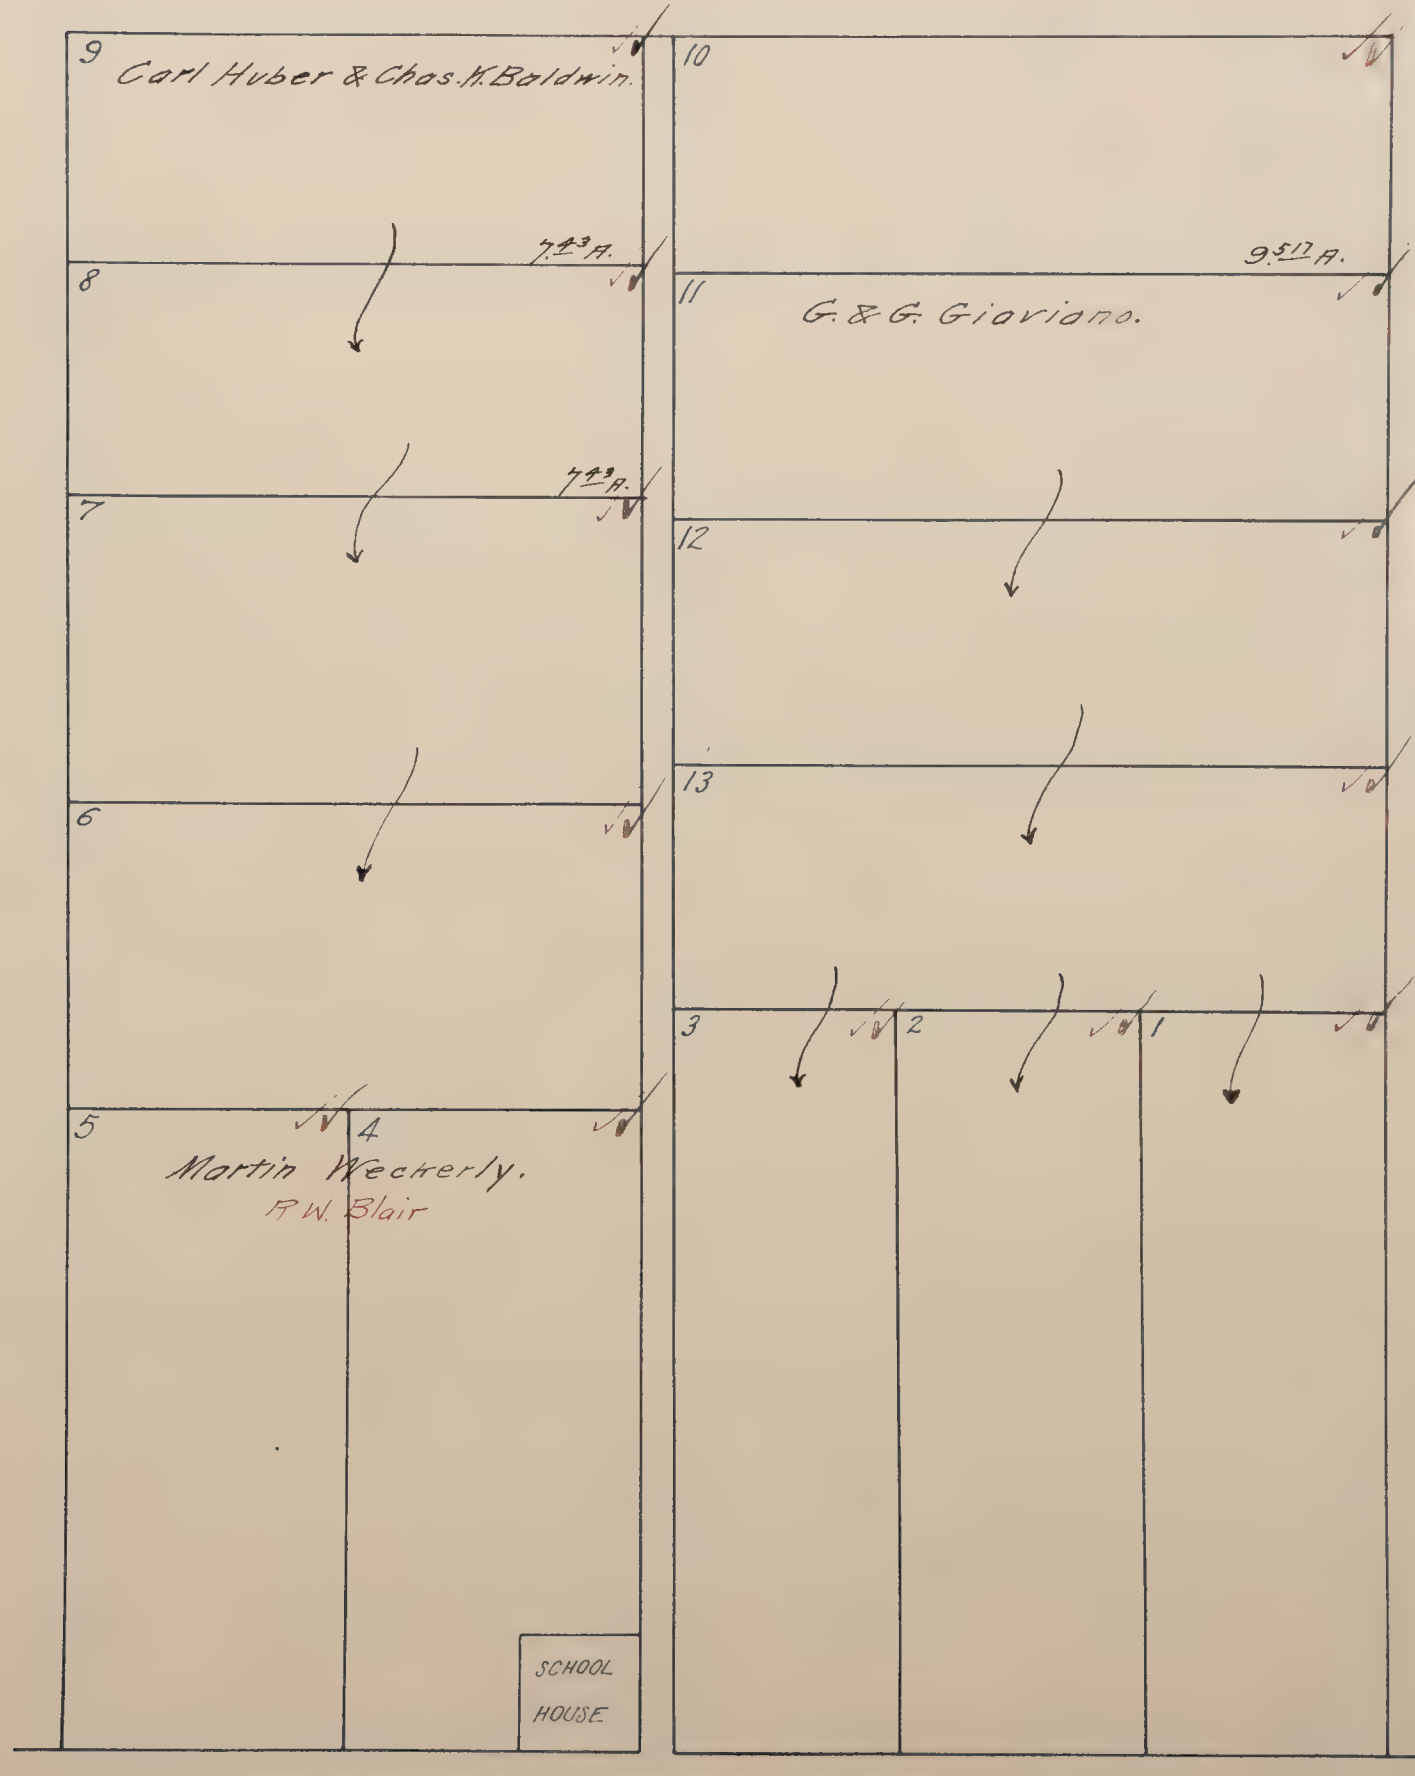 9
Carl Huber & Chas. K. Baldwin.
7.43 A.
8
7.43 A.
7
6
5
4
Martin Weckerly.
R W. Blair
SCHOOL
HOUSE
10
9.517 A.
11
G. & G. Giaviano.
12
13
3
2
1